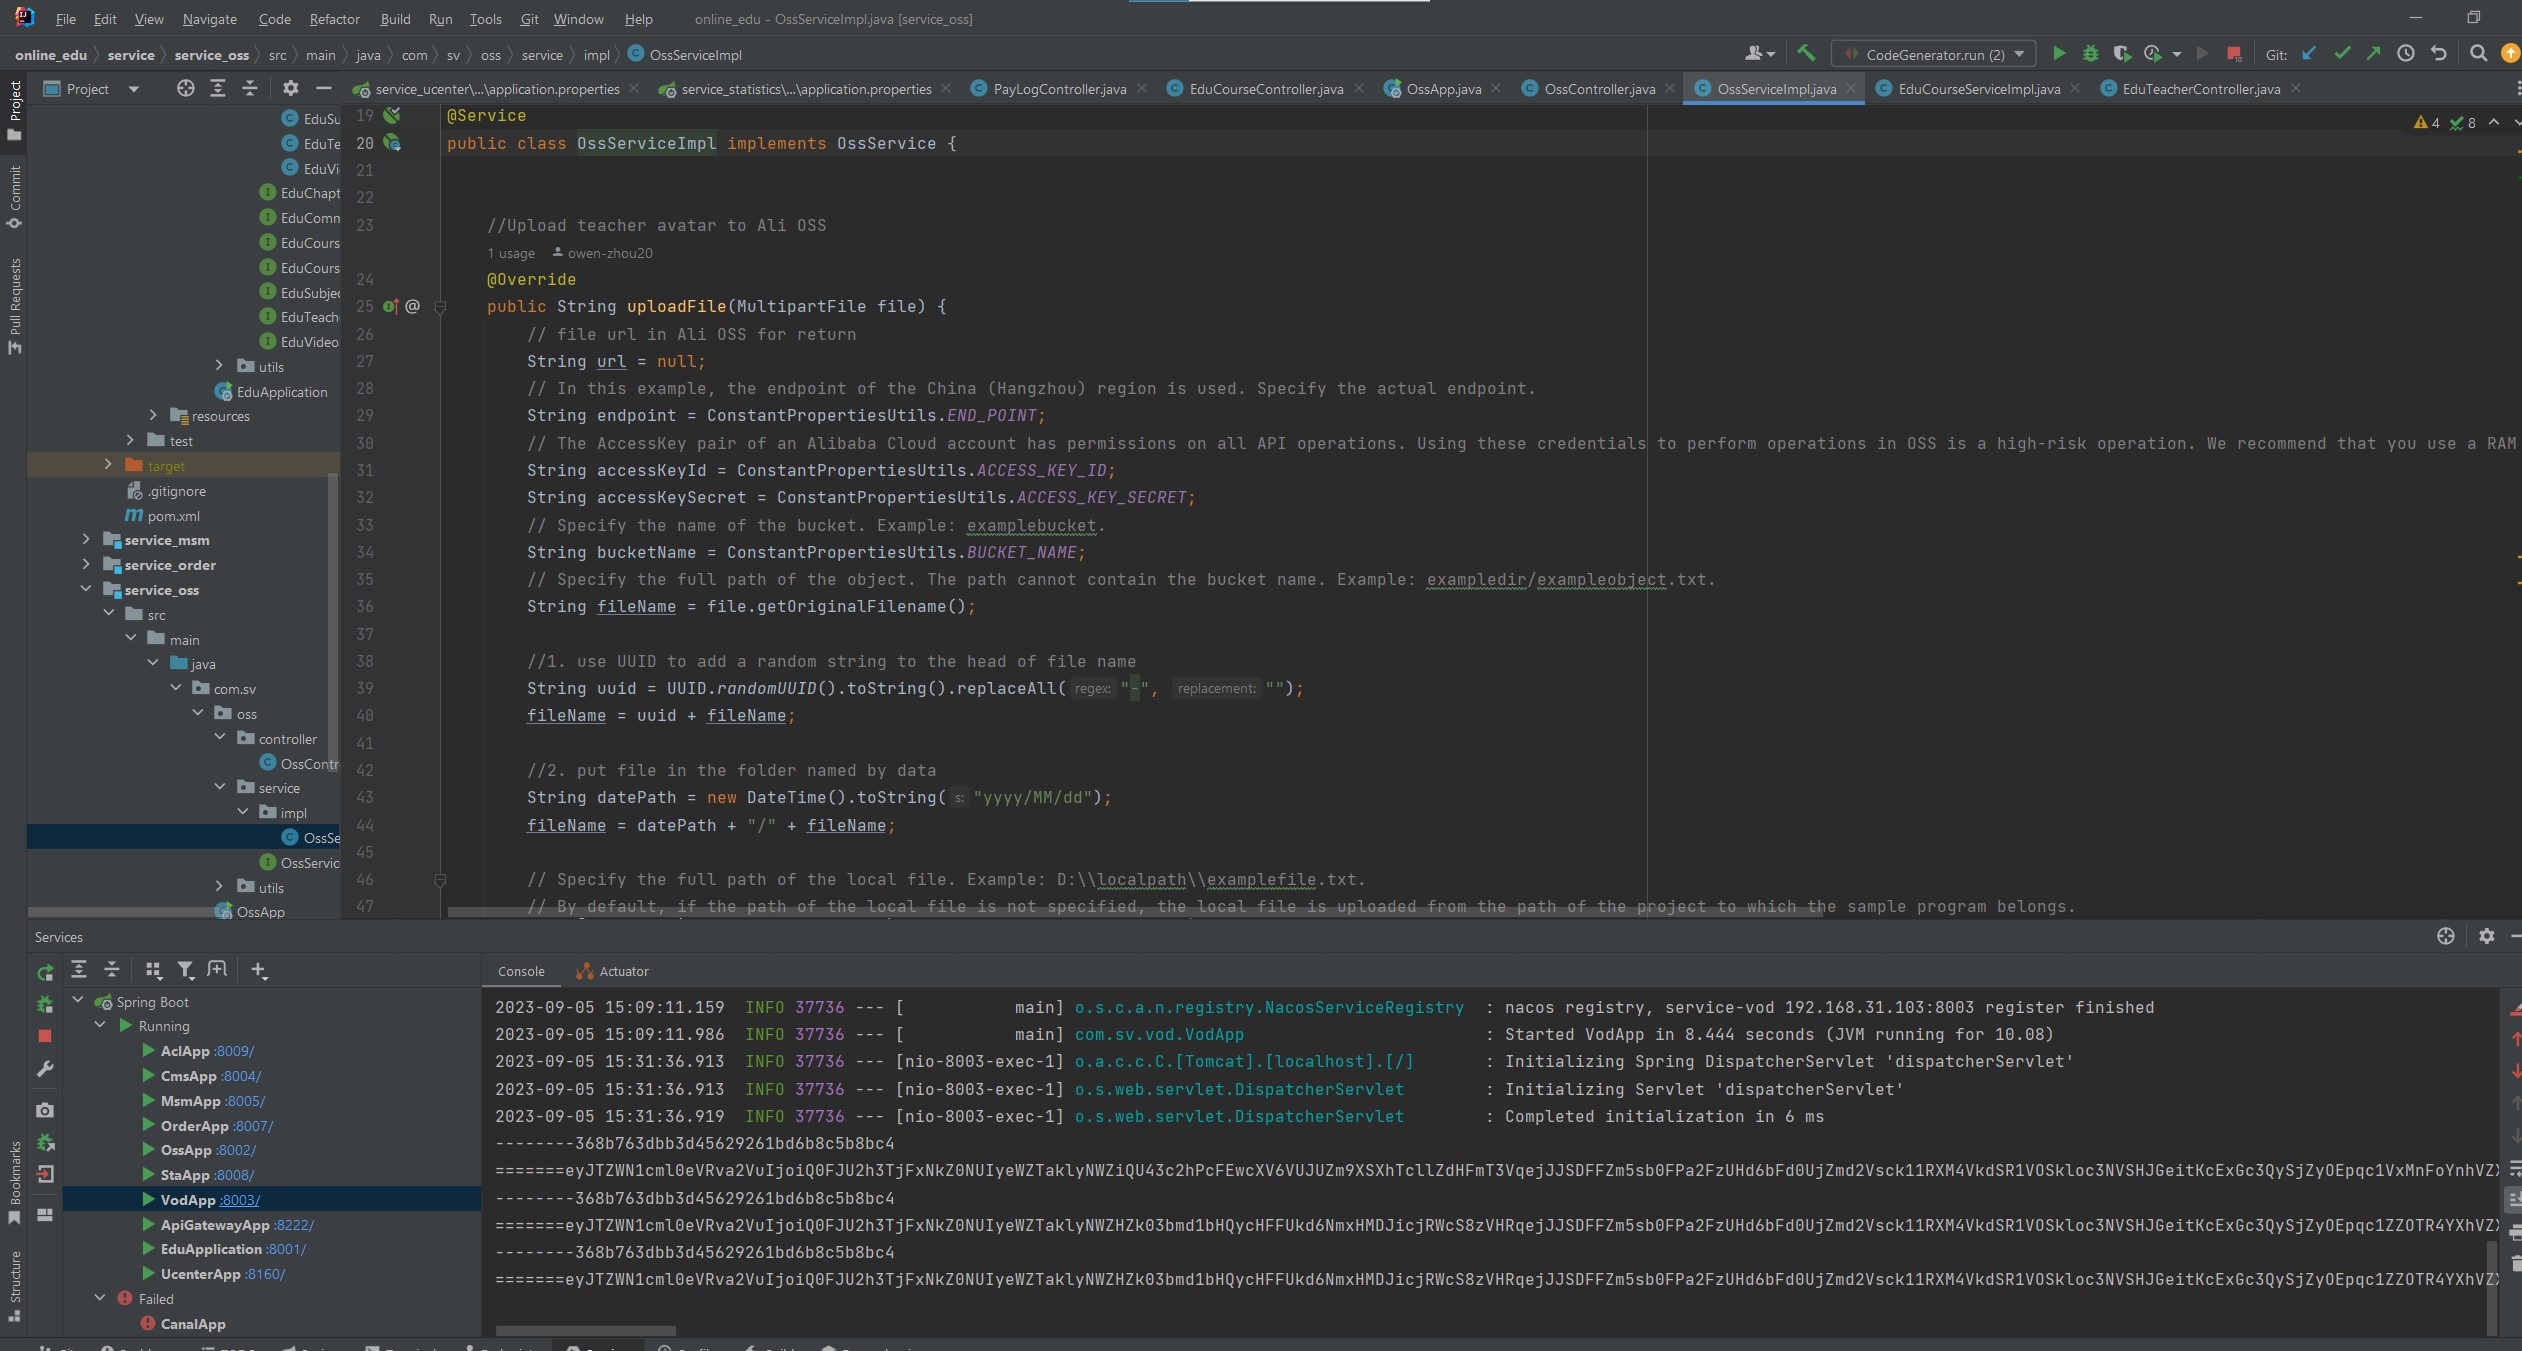 File Edit View Navigate Code Refactor Build Run Tools Git Window Help online_edu - OssServiceImpl.java [service_oss]
online_edu service service_oss src main java com sv oss service impl OssServiceImpl
CodeGenerator.run (2) Git:
Project service_ucenter\...\application.properties service_statistics\...\application.properties PayLogController.java EduCourseController.java OssApp.java OssController.java OssServiceImpl.java EduCourseServiceImpl.java EduTeacherController.java
Project
Commit
Pull Requests
Bookmarks
Structure
EduSu
EduTe
EduVi
EduChapt
EduComm
EduCours
EduCours
EduSubje
EduTeach
EduVideo
utils
EduApplication
resources
test
target
.gitignore
pom.xml
service_msm
service_order
service_oss
src
main
java
com.sv
oss
controller
OssContr
service
impl
OssSe
OssServic
utils
OssApp
4 8
19 @Service
20 public class OssServiceImpl implements OssService {
21
22
23 //Upload teacher avatar to Ali OSS
1 usage owen-zhou20
24 @Override
25 @ public String uploadFile(MultipartFile file) {
26 // file url in Ali OSS for return
27 String url = null;
28 // In this example, the endpoint of the China (Hangzhou) region is used. Specify the actual endpoint.
29 String endpoint = ConstantPropertiesUtils.END_POINT;
30 // The AccessKey pair of an Alibaba Cloud account has permissions on all API operations. Using these credentials to perform operations in OSS is a high-risk operation. We recommend that you use a RAM
31 String accessKeyId = ConstantPropertiesUtils.ACCESS_KEY_ID;
32 String accessKeySecret = ConstantPropertiesUtils.ACCESS_KEY_SECRET;
33 // Specify the name of the bucket. Example: examplebucket.
34 String bucketName = ConstantPropertiesUtils.BUCKET_NAME;
35 // Specify the full path of the object. The path cannot contain the bucket name. Example: exampledir/exampleobject.txt.
36 String fileName = file.getOriginalFilename();
37
38 //1. use UUID to add a random string to the head of file name
39 String uuid = UUID.randomUUID().toString().replaceAll( regex: "-", replacement: "");
40 fileName = uuid + fileName;
41
42 //2. put file in the folder named by data
43 String datePath = new DateTime().toString( s: "yyyy/MM/dd");
44 fileName = datePath + "/" + fileName;
45
46 // Specify the full path of the local file. Example: D:\\localpath\\examplefile.txt.
47 // By default, if the path of the local file is not specified, the local file is uploaded from the path of the project to which the sample program belongs.
Services
Spring Boot
Running
AclApp :8009/
CmsApp :8004/
MsmApp :8005/
OrderApp :8007/
OssApp :8002/
StaApp :8008/
VodApp :8003/
ApiGatewayApp :8222/
EduApplication :8001/
UcenterApp :8160/
Failed
CanalApp
Console Actuator
2023-09-05 15:09:11.159 INFO 37736 --- [ main] o.s.c.a.n.registry.NacosServiceRegistry : nacos registry, service-vod 192.168.31.103:8003 register finished
2023-09-05 15:09:11.986 INFO 37736 --- [ main] com.sv.vod.VodApp : Started VodApp in 8.444 seconds (JVM running for 10.08)
2023-09-05 15:31:36.913 INFO 37736 --- [nio-8003-exec-1] o.a.c.c.C.[Tomcat].[localhost].[/] : Initializing Spring DispatcherServlet 'dispatcherServlet'
2023-09-05 15:31:36.913 INFO 37736 --- [nio-8003-exec-1] o.s.web.servlet.DispatcherServlet : Initializing Servlet 'dispatcherServlet'
2023-09-05 15:31:36.919 INFO 37736 --- [nio-8003-exec-1] o.s.web.servlet.DispatcherServlet : Completed initialization in 6 ms
--------368b763dbb3d45629261bd6b8c5b8bc4
--------368b763dbb3d45629261bd6b8c5b8bc4
--------368b763dbb3d45629261bd6b8c5b8bc4